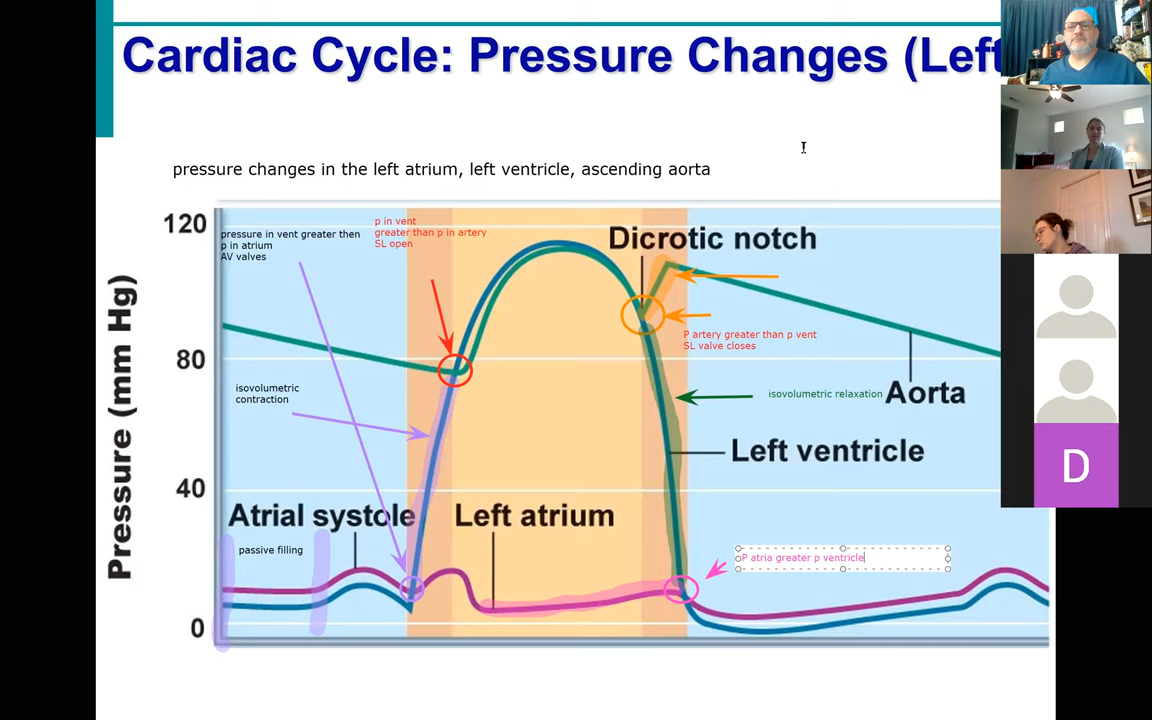 Cardiac Cycle: Pressure Changes (Left
pressure changes in the left atrium, left ventricle, ascending aorta
Pressure (mm Hg)
120
80
40
0
pressure in vent greater then
p in atrium
AV valves
p in vent
greater than p in artery
SL open
Dicrotic notch
P artery greater than p vent
SL valve closes
isovolumetric
contraction
isovolumetric relaxation
Aorta
Left ventricle
Atrial systole
Left atrium
passive filling
P atria greater p ventricle
D